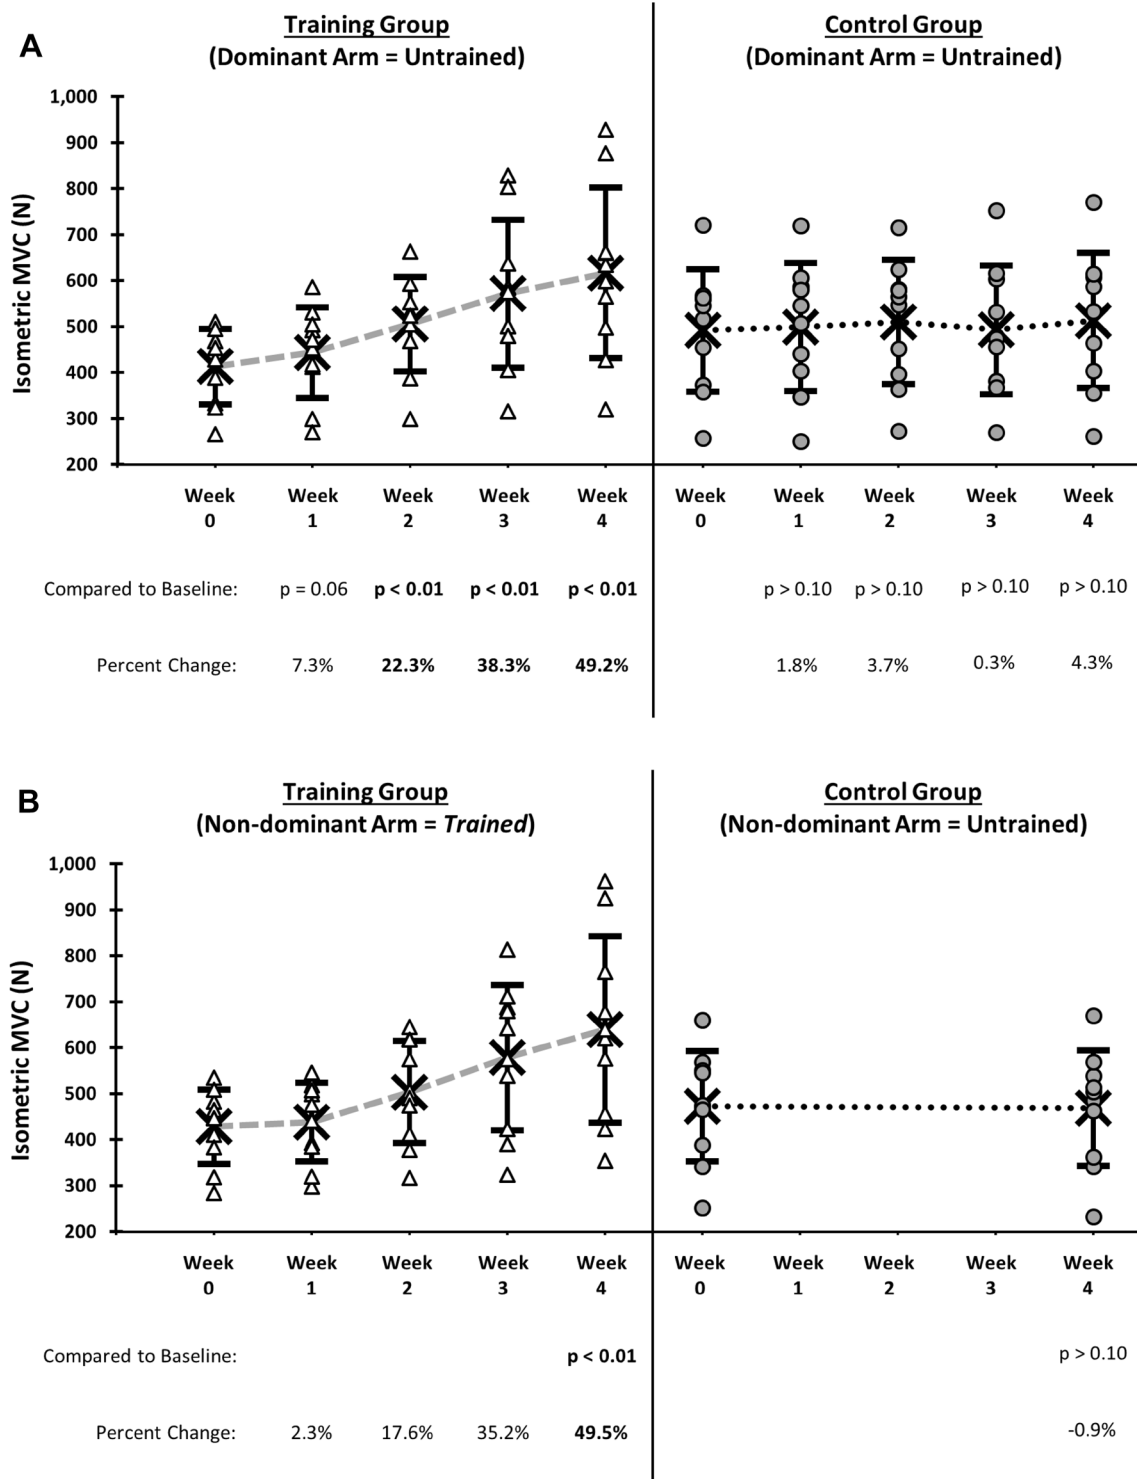 A
Training Group
(Dominant Arm = Untrained)
Control Group
(Dominant Arm = Untrained)
Isometric MVC (N)
1,000
900
800
700
600
500
400
300
200
Week 0
Week 1
Week 2
Week 3
Week 4
Week 0
Week 1
Week 2
Week 3
Week 4
Compared to Baseline: p = 0.06 p < 0.01 p < 0.01 p < 0.01 p > 0.10 p > 0.10 p > 0.10 p > 0.10
Percent Change: 7.3% 22.3% 38.3% 49.2% 1.8% 3.7% 0.3% 4.3%
B
Training Group
(Non-dominant Arm = Trained)
Control Group
(Non-dominant Arm = Untrained)
Isometric MVC (N)
1,000
900
800
700
600
500
400
300
200
Week 0
Week 1
Week 2
Week 3
Week 4
Week 0
Week 1
Week 2
Week 3
Week 4
Compared to Baseline: p < 0.01 p > 0.10
Percent Change: 2.3% 17.6% 35.2% 49.5% -0.9%